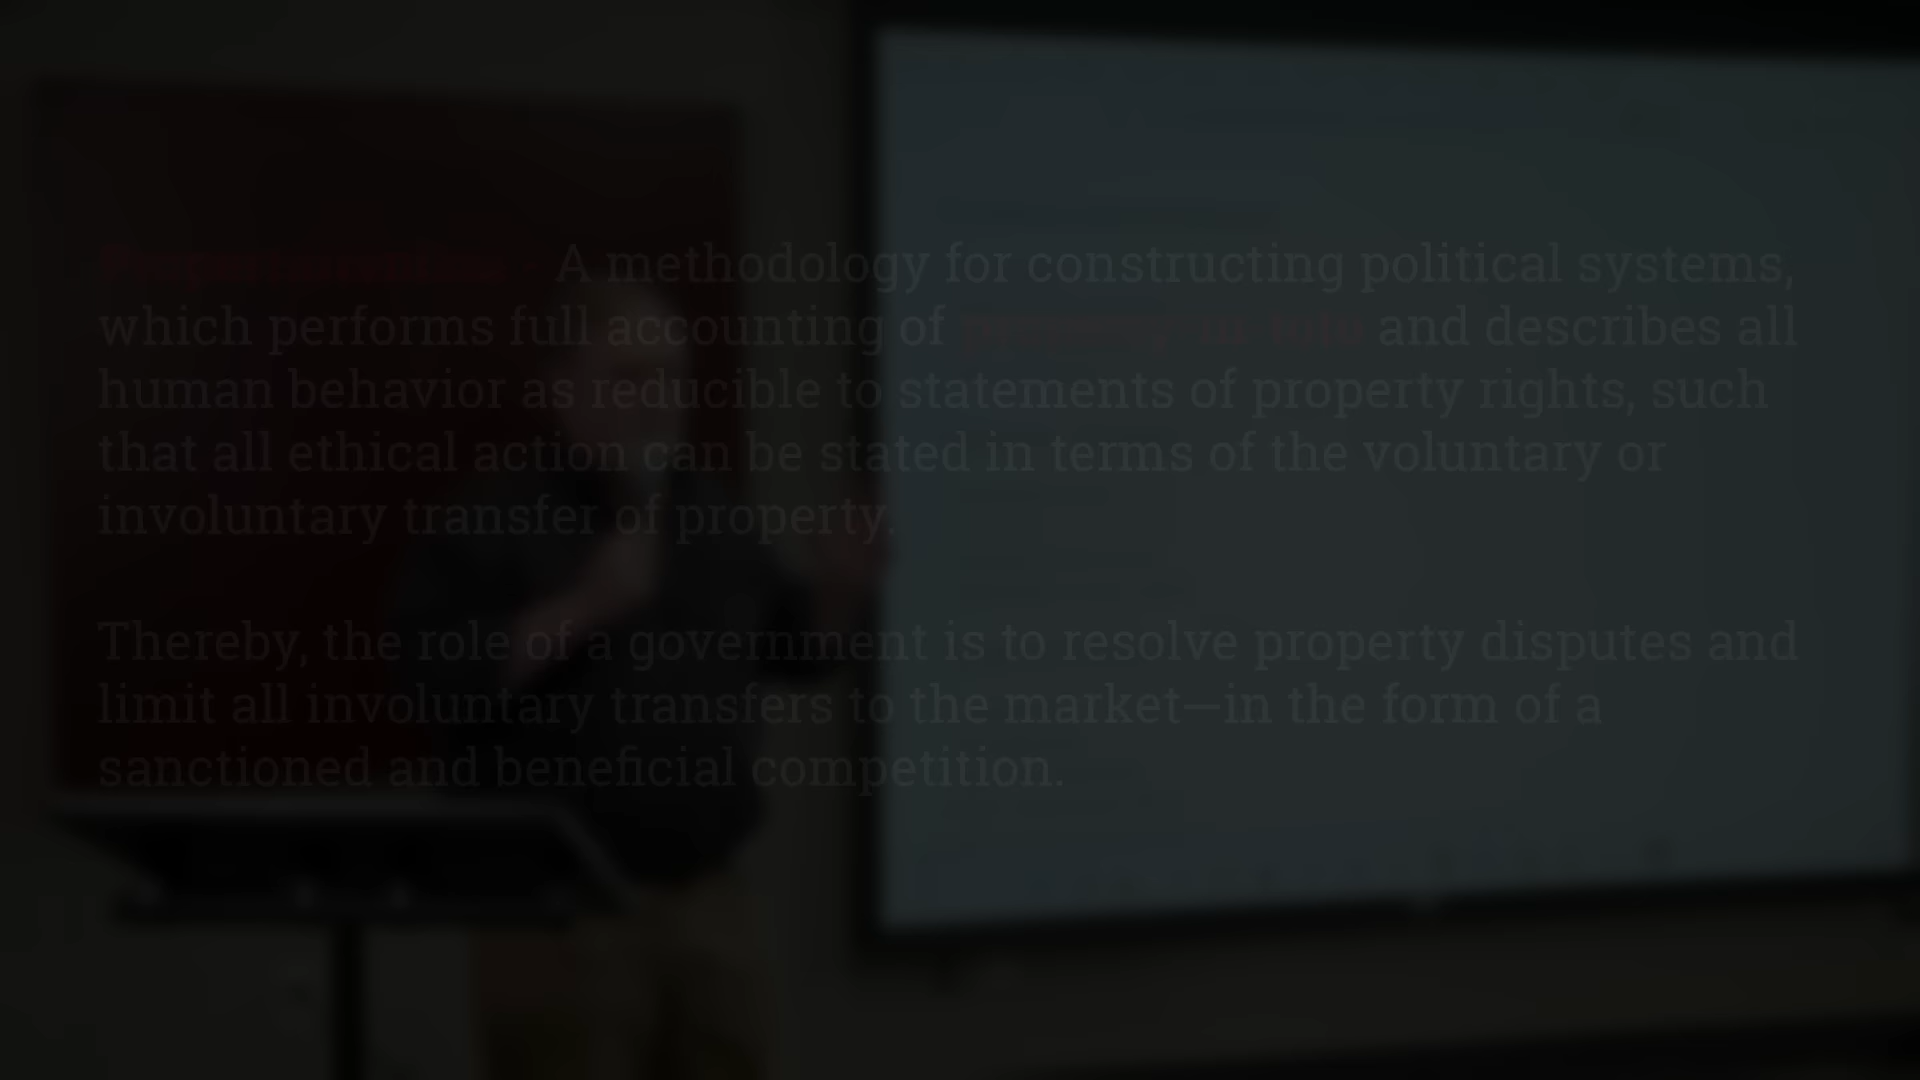 A methodology for constructing political systems,
which performs full accounting of property-in-toto and describes all
human behavior as reducible to statements of property rights, such
that all ethical action can be stated in terms of the voluntary or
involuntary transfer of property.
Thereby, the role of a government is to resolve property disputes and
limit all involuntary transfers to the market—in the form of a
sanctioned and beneficial competition.